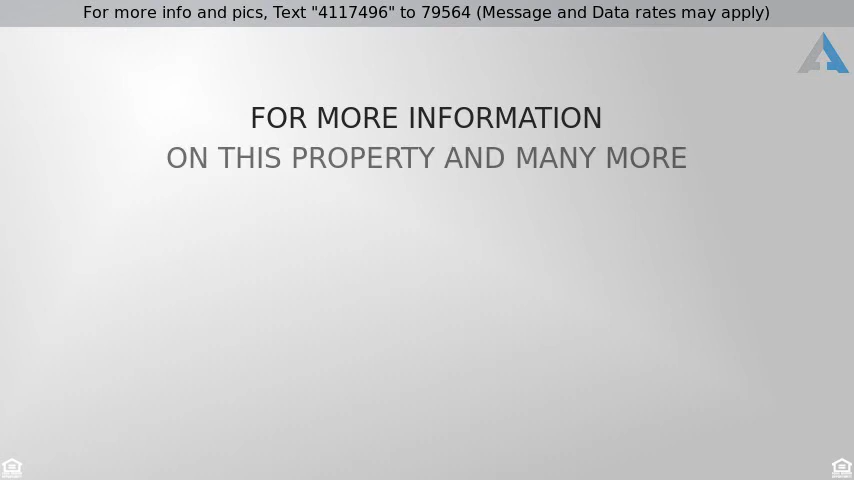 For more info and pics, Text "4117496" to 79564 (Message and Data rates may apply)
FOR MORE INFORMATION
ON THIS PROPERTY AND MANY MORE